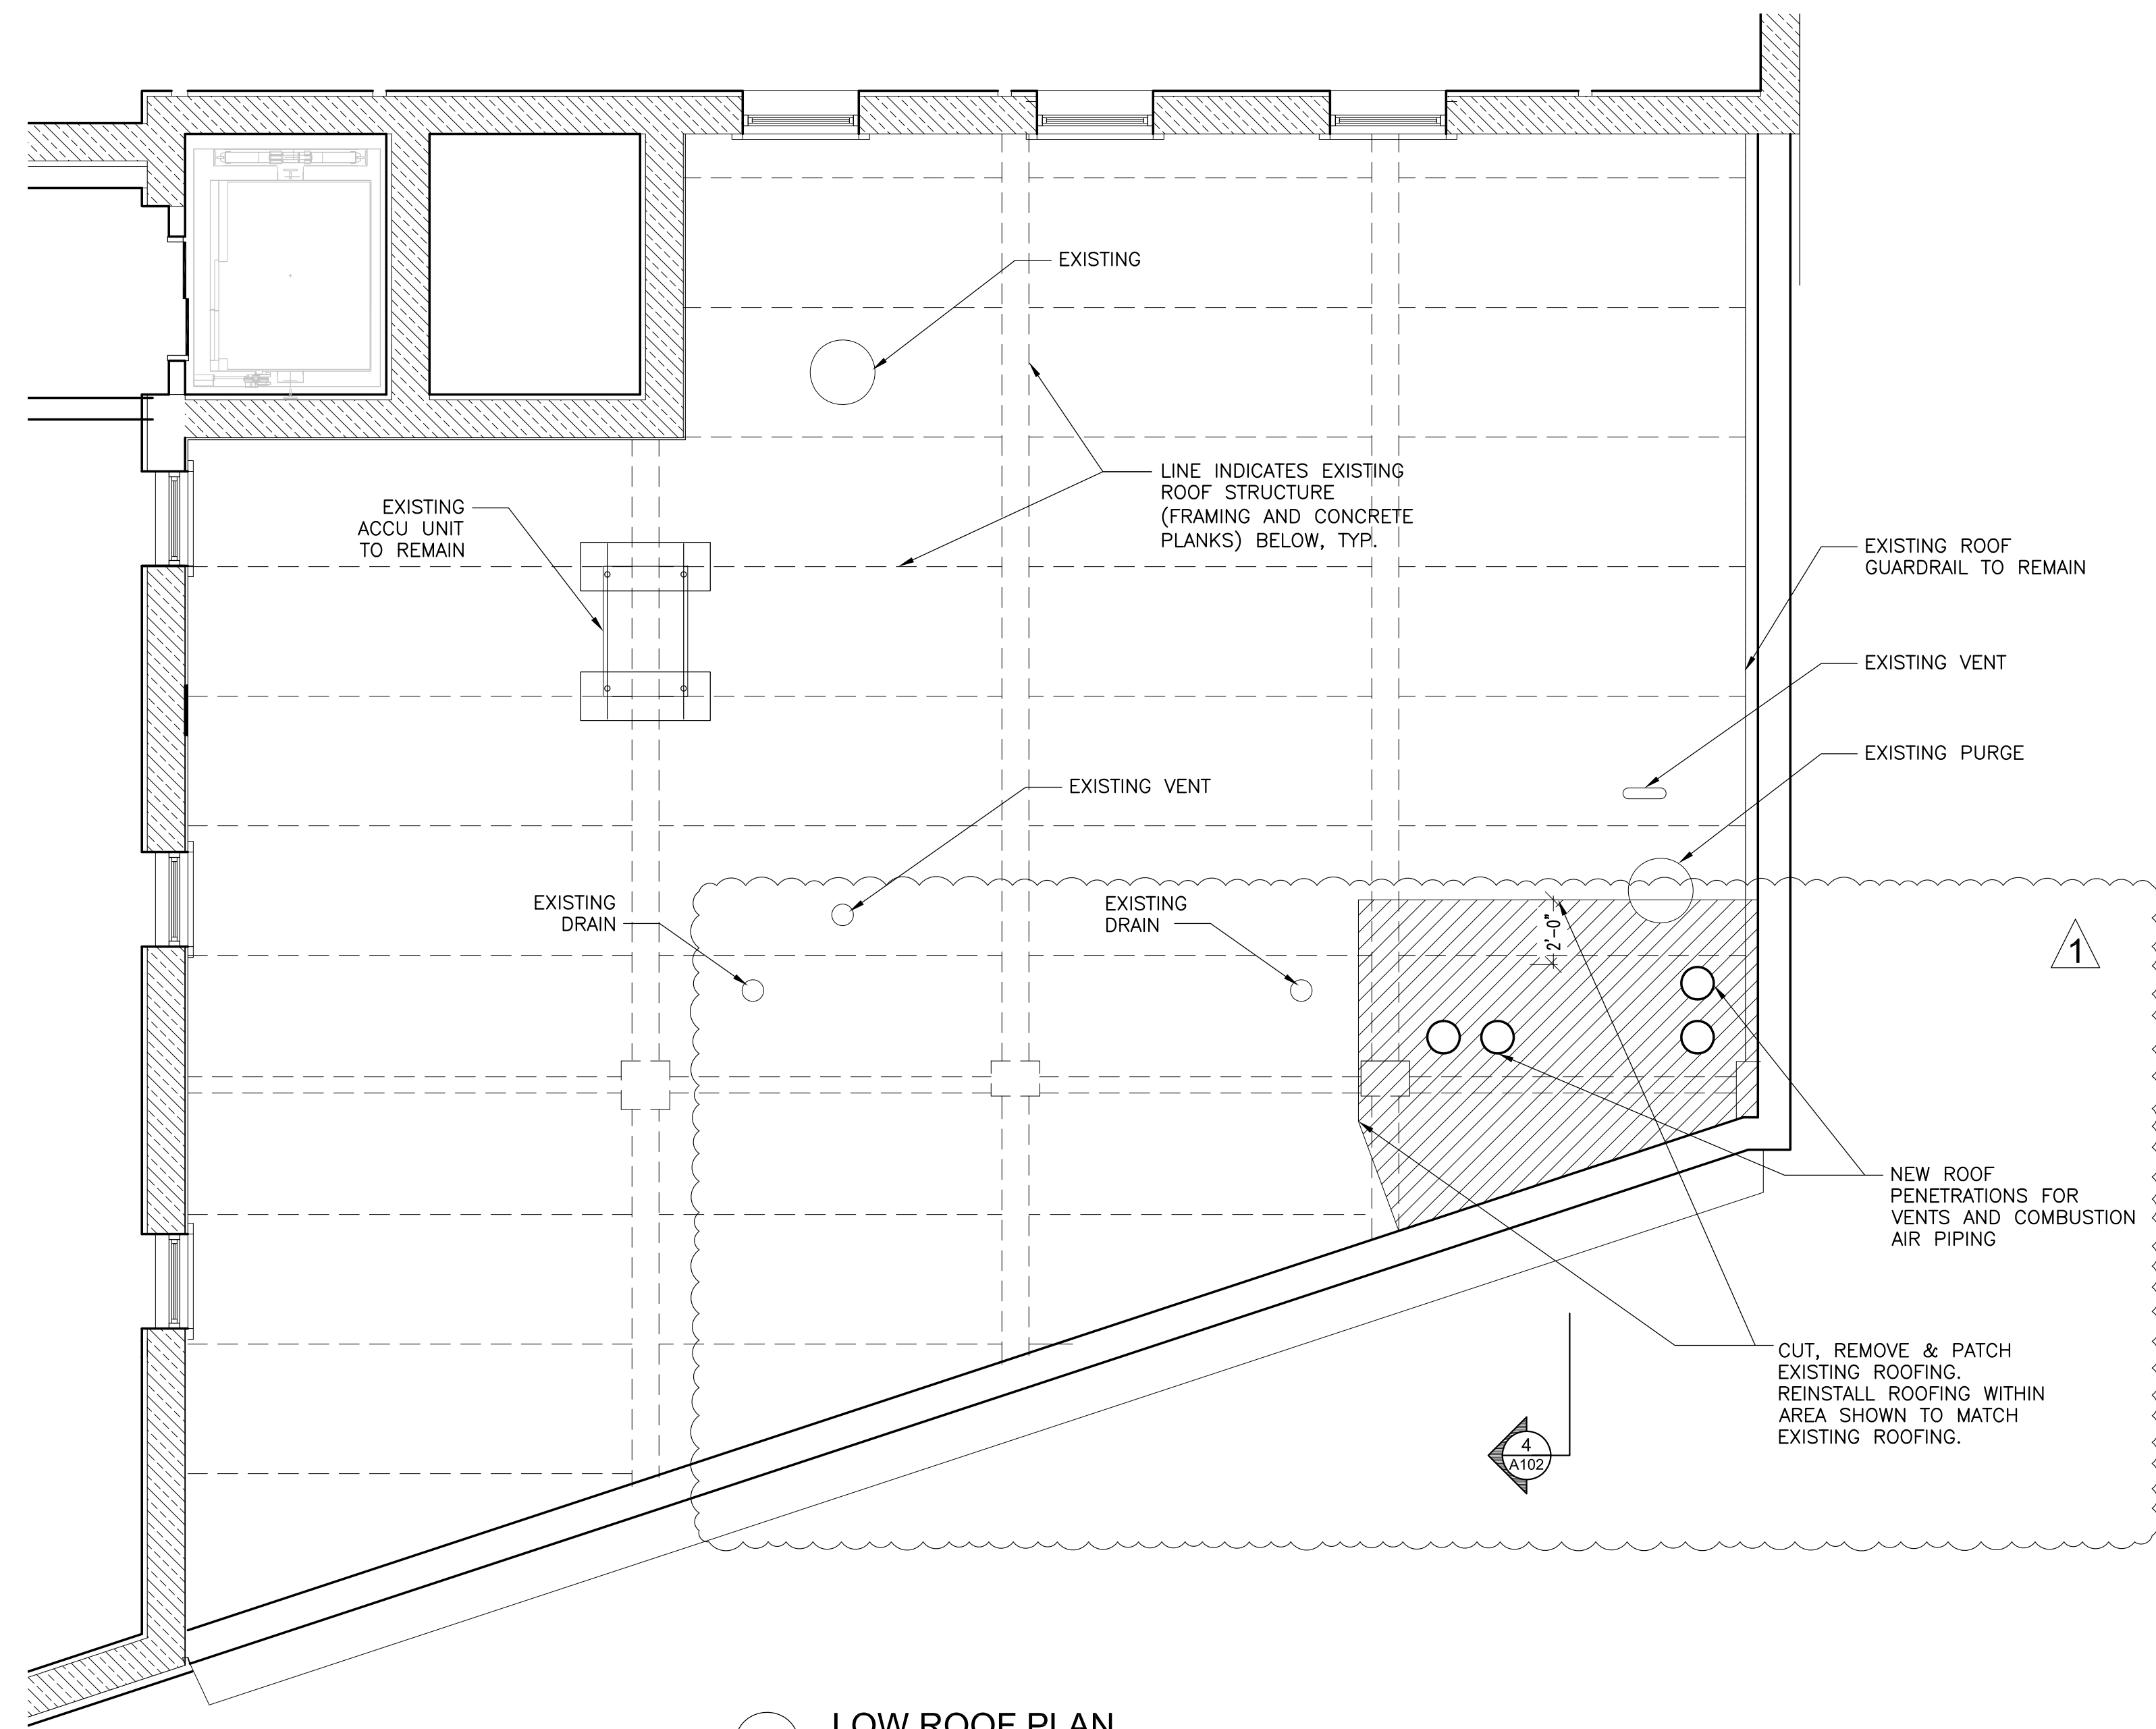 EXISTING
LINE INDICATES EXISTING
ROOF STRUCTURE
(FRAMING AND CONCRETE
PLANKS) BELOW, TYP.
EXISTING
ACCU UNIT
TO REMAIN
EXISTING ROOF
GUARDRAIL TO REMAIN
EXISTING VENT
EXISTING PURGE
EXISTING VENT
EXISTING
DRAIN
EXISTING
DRAIN
2'-0"
1
NEW ROOF
PENETRATIONS FOR
VENTS AND COMBUSTION
AIR PIPING
CUT, REMOVE & PATCH
EXISTING ROOFING.
REINSTALL ROOFING WITHIN
AREA SHOWN TO MATCH
EXISTING ROOFING.
4
A102
LOW ROOF PLAN